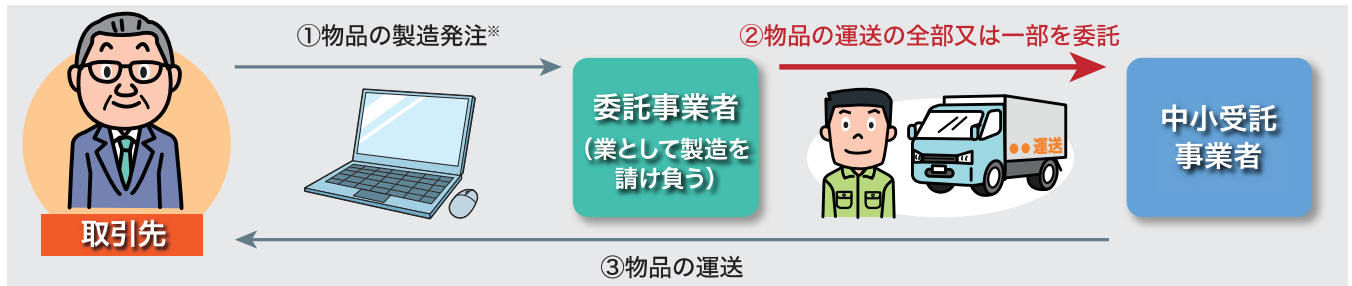 ①物品の製造発注※
②物品の運送の全部又は一部を委託
委託事業者
（業として製造を
請け負う）
●●運送
中小受託
事業者
取引先
③物品の運送